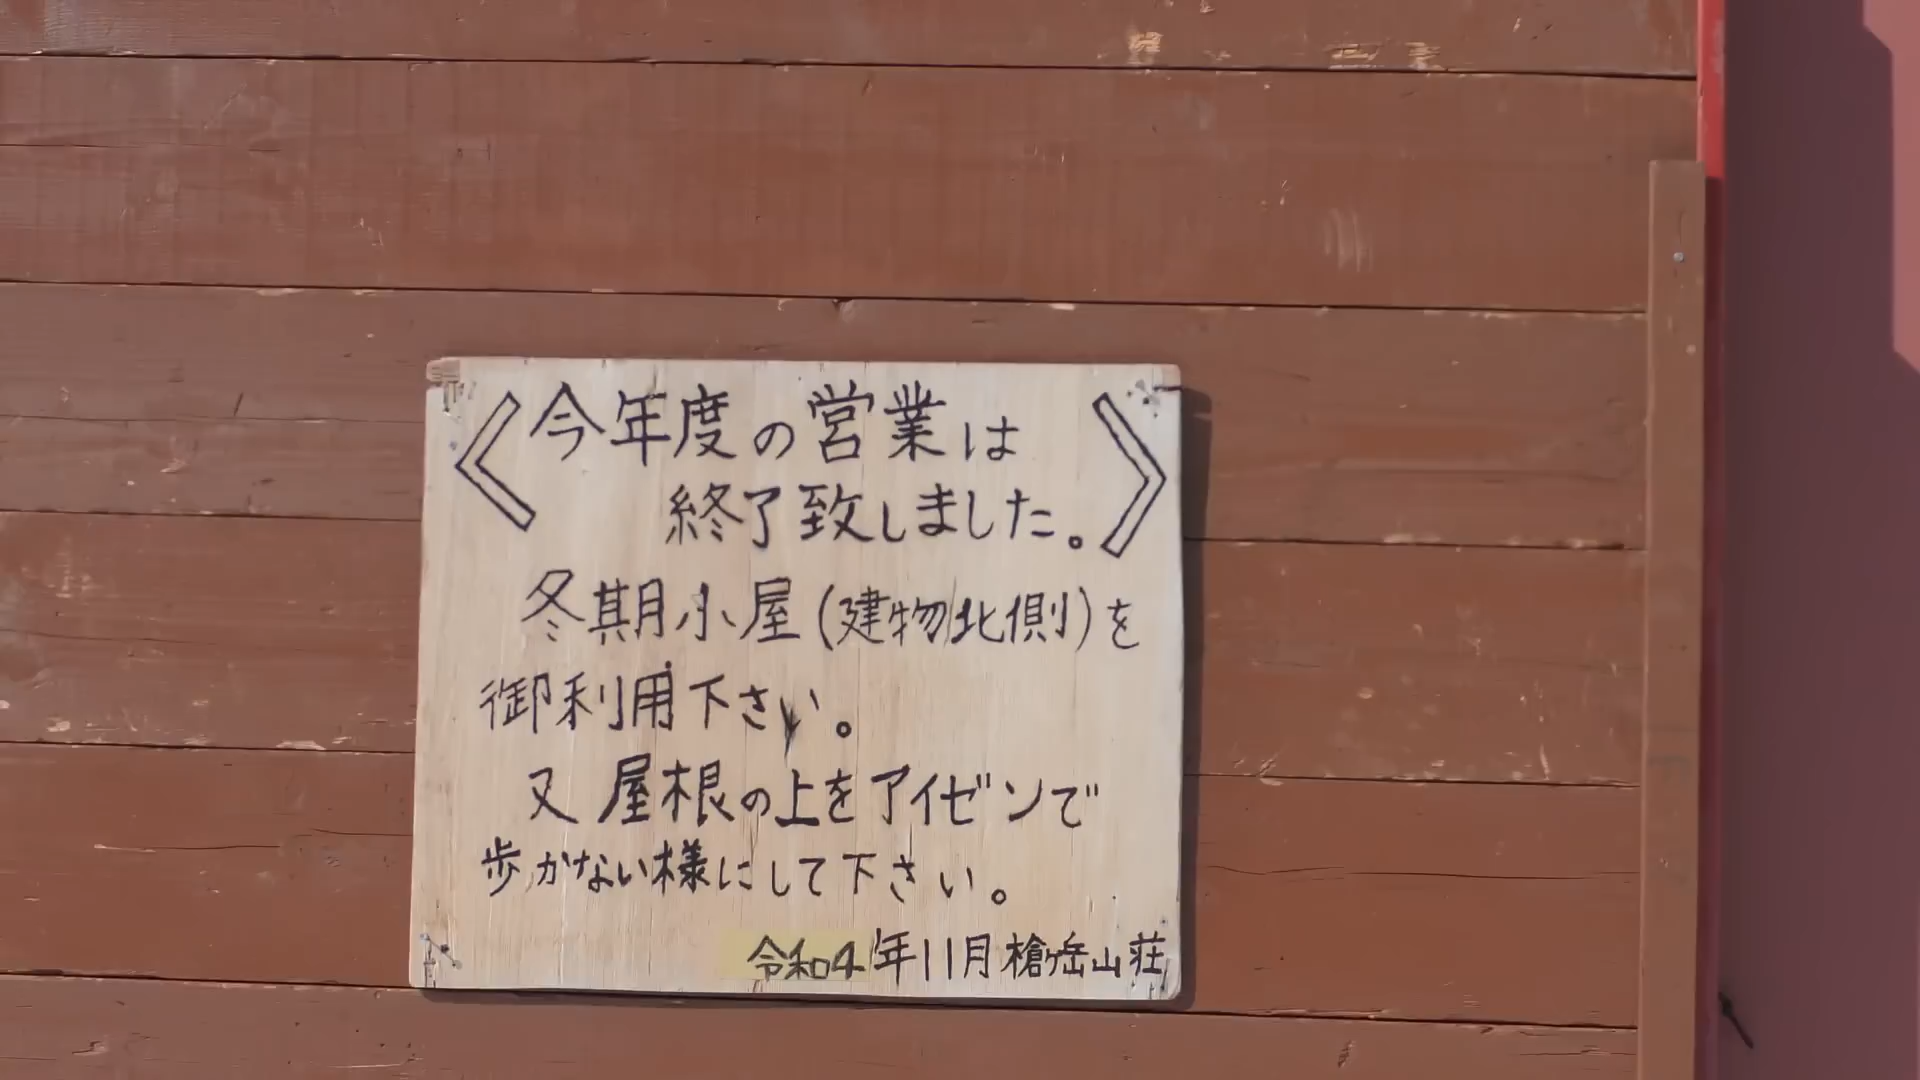 《今年度の営業は
終了致しました。》
冬期小屋(建物北側)を
御利用下さい。
又 屋根の上をアイゼンで
歩かない様にして下さい。
令和4年11月槍ヶ岳山荘